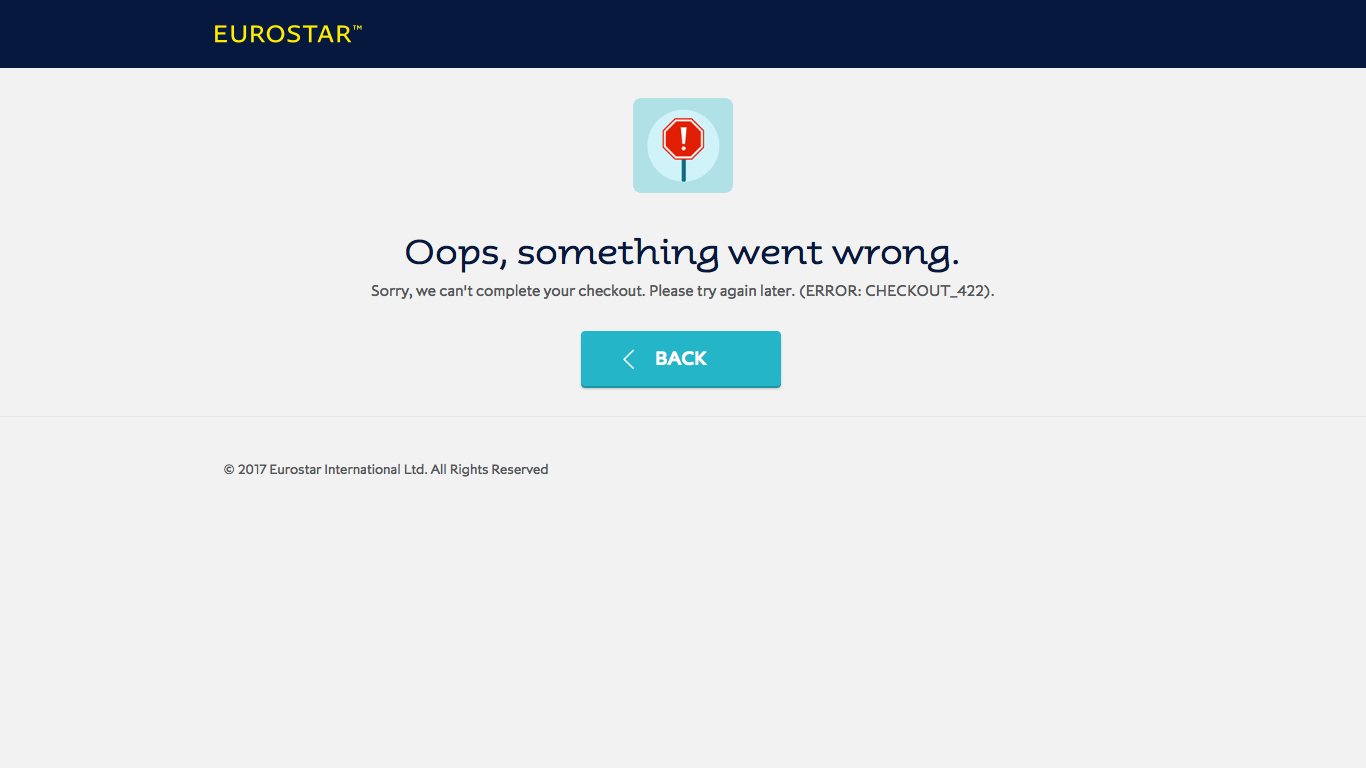 EUROSTAR™
!
Oops, something went wrong.
Sorry, we can't complete your checkout. Please try again later. (ERROR: CHECKOUT_422).
BACK
© 2017 Eurostar International Ltd. All Rights Reserved